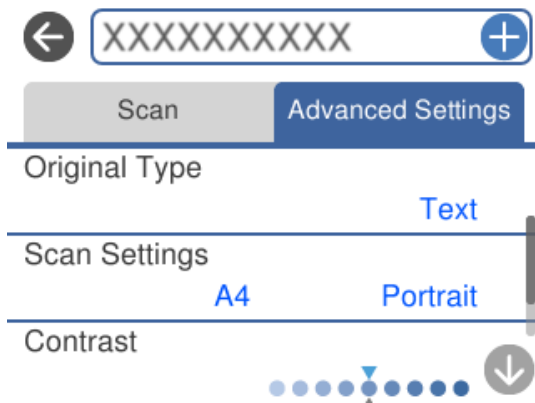 XXXXXXXXXX
Scan Advanced Settings
Original Type
Text
Scan Settings
A4 Portrait
Contrast